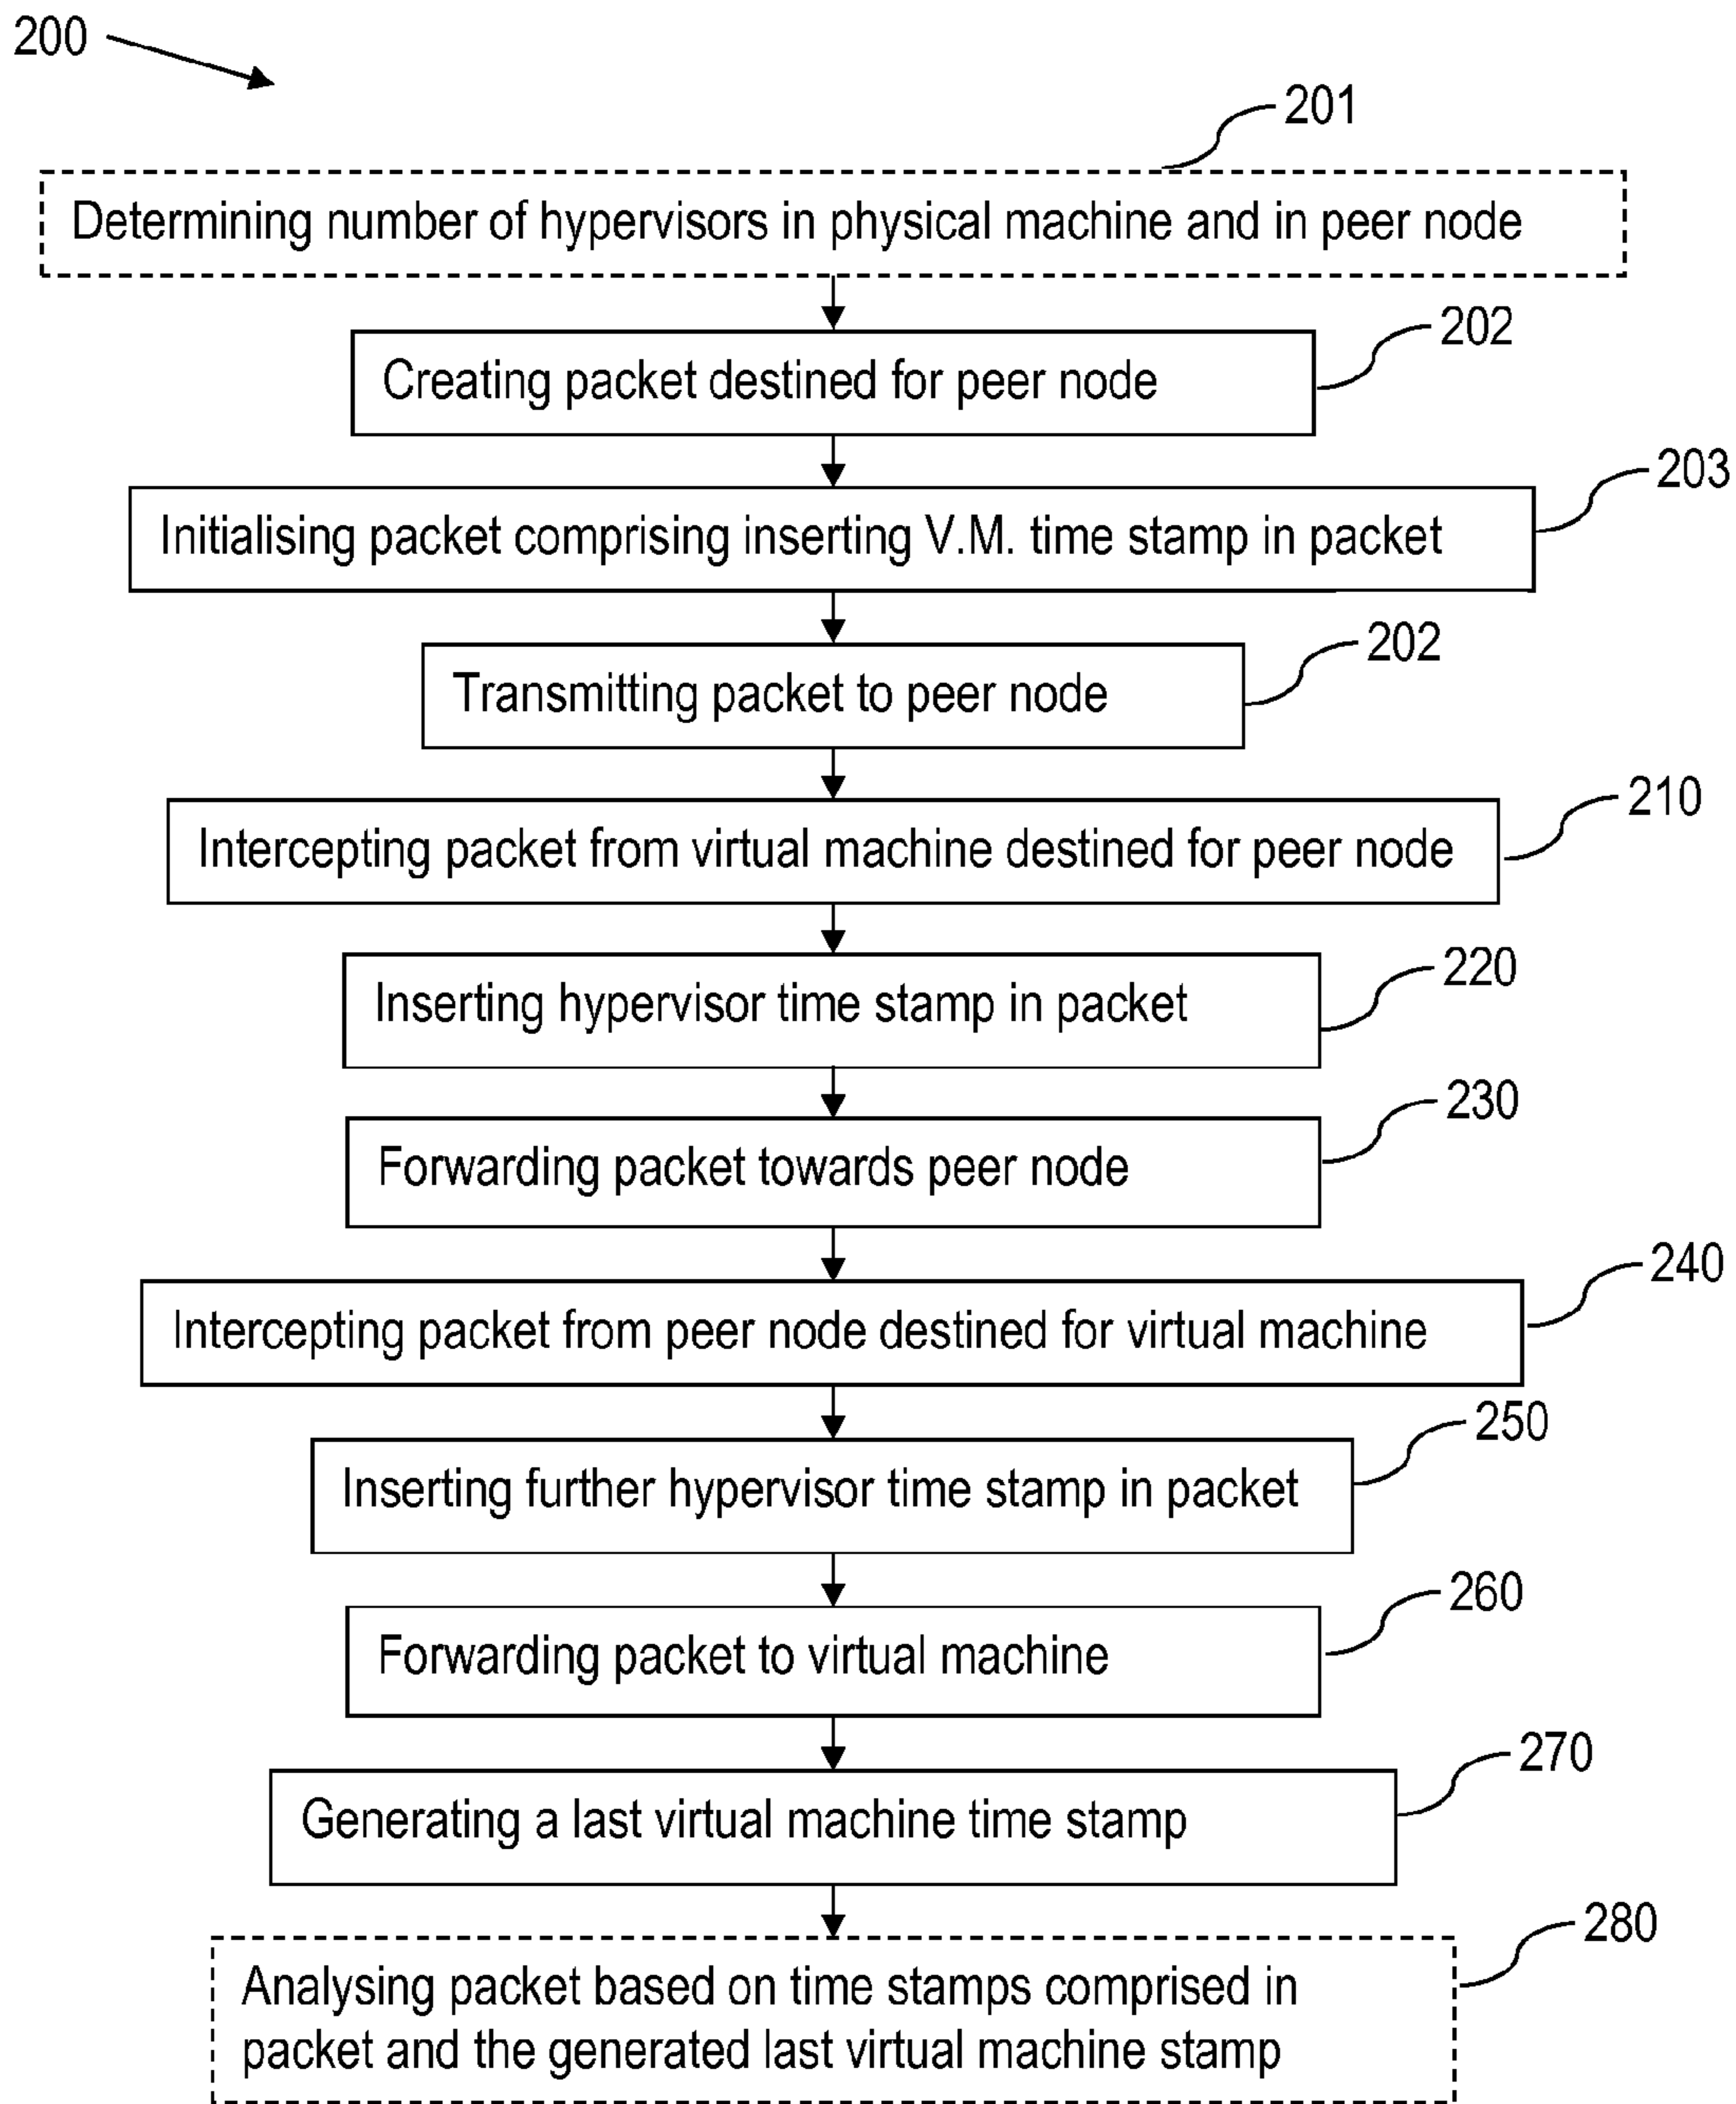 200
201
Determining number of hypervisors in physical machine and in peer node
202
Creating packet destined for peer node
203
Initialising packet comprising inserting V.M. time stamp in packet
202
Transmitting packet to peer node
210
Intercepting packet from virtual machine destined for peer node
220
Inserting hypervisor time stamp in packet
230
Forwarding packet towards peer node
240
Intercepting packet from peer node destined for virtual machine
250
Inserting further hypervisor time stamp in packet
260
Forwarding packet to virtual machine
270
Generating a last virtual machine time stamp
280
Analysing packet based on time stamps comprised in
packet and the generated last virtual machine stamp